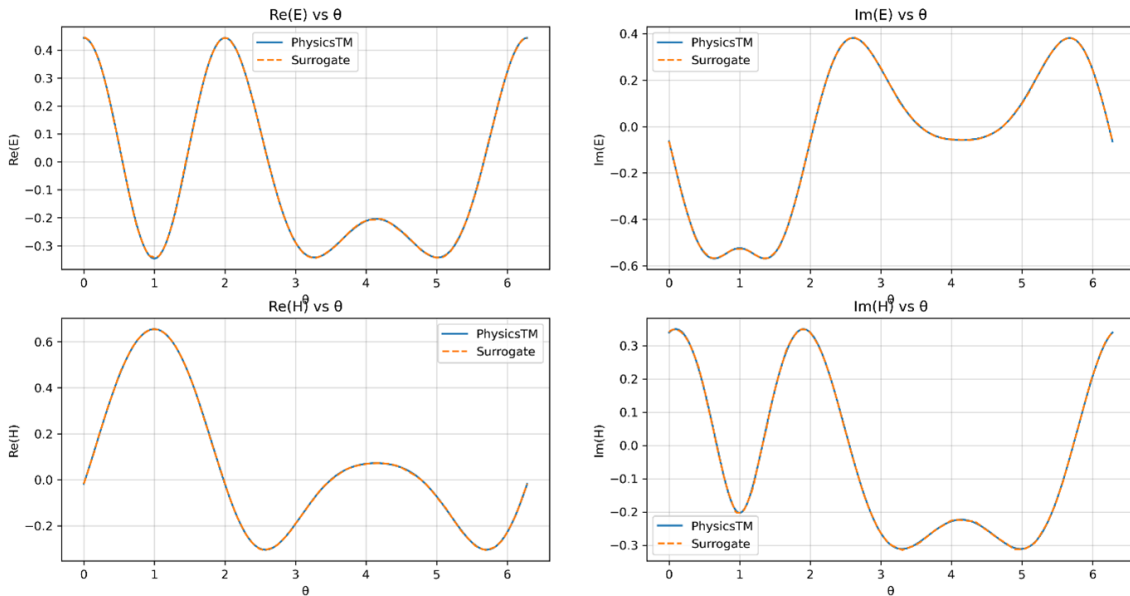 Re(E) vs θ
Re(E)
0.4
0.3
0.2
0.1
0.0
−0.1
−0.2
−0.3
PhysicsTM
Surrogate
0 1 2 3 4 5 6
θ
Im(E) vs θ
Im(E)
0.4
0.2
0.0
−0.2
−0.4
−0.6
PhysicsTM
Surrogate
0 1 2 3 4 5 6
Re(H) vs θ
Re(H)
0.6
0.4
0.2
0.0
−0.2
PhysicsTM
Surrogate
0 1 2 3 4 5 6
θ
Im(H) vs θ
Im(H)
0.3
0.2
0.1
0.0
−0.1
−0.2
−0.3
PhysicsTM
Surrogate
0 1 2 3 4 5 6
θ